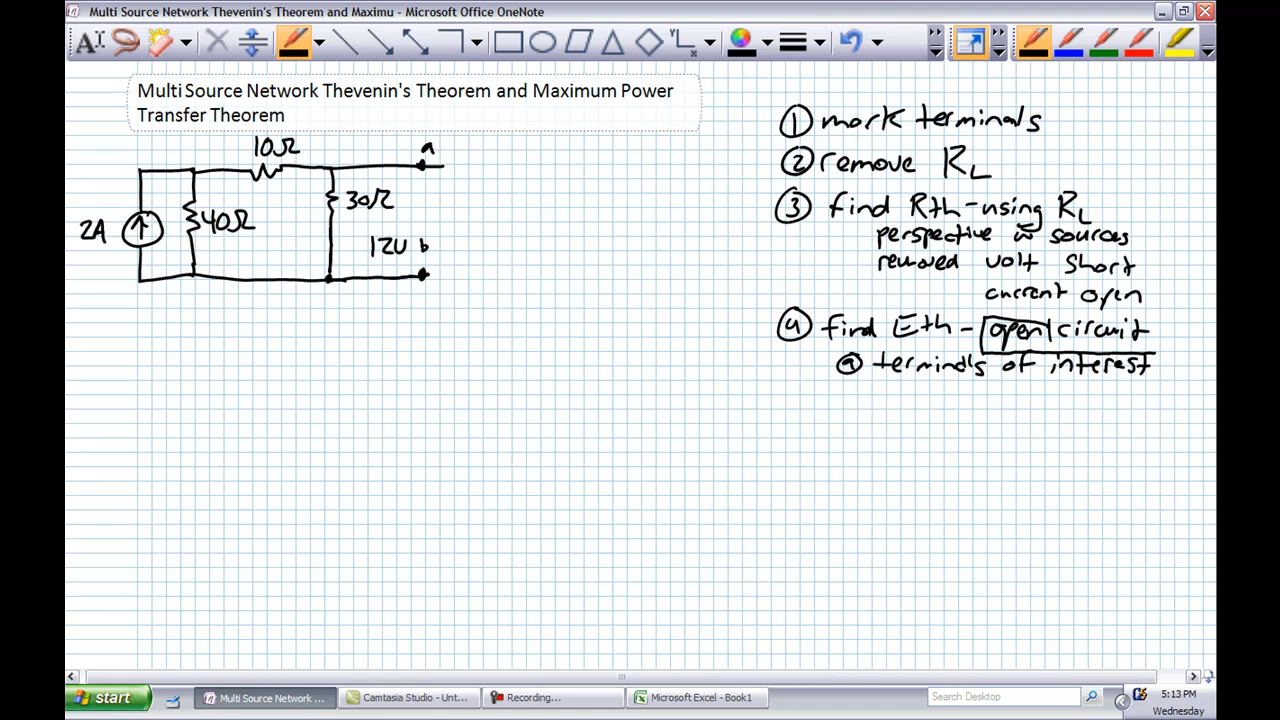 Multi Source Network Thevenin's Theorem and Maximu - Microsoft Office OneNote
Multi Source Network Thevenin's Theorem and Maximum Power
Transfer Theorem
10Ω
a
2A
40Ω
30Ω
12V
b
① mark terminals
② remove RL
③ find Rth - using RL
perspective w sources
removed volt short
current open
④ find Eth - open circuit
@ terminals of interest
start
Multi Source Network ...
Camtasia Studio - Unt...
Recording...
Microsoft Excel - Book1
Search Desktop
5:13 PM
Wednesday